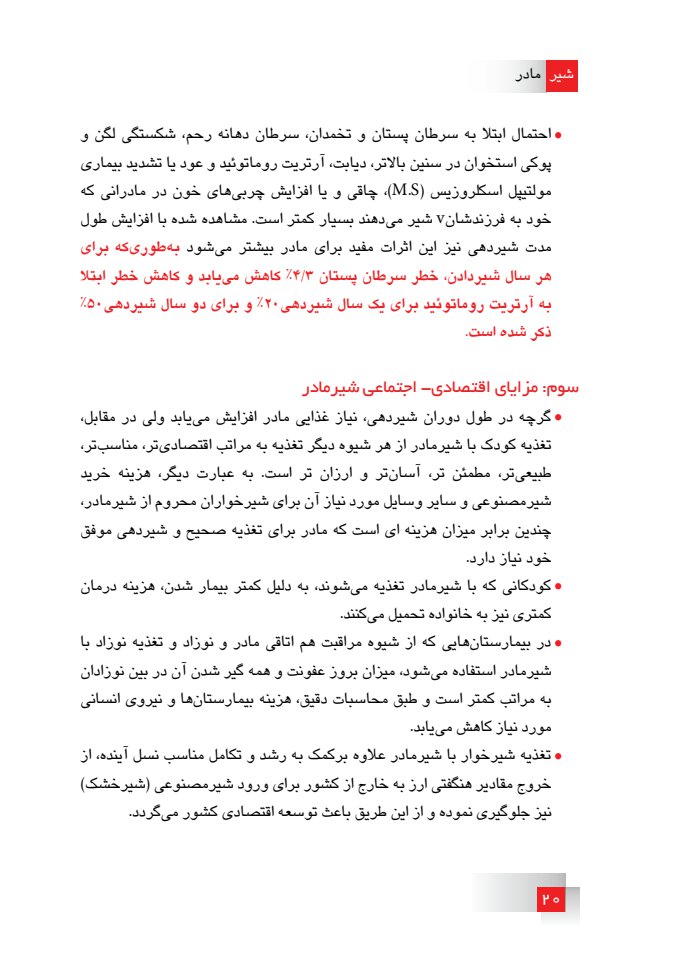 شیر مادر
• احتمال ابتلا به سرطان پستان و تخمدان، سرطان دهانه رحم، شکستگی لگن و
پوکی استخوان در سنین بالاتر، دیابت، آرتریت روماتوئید و عود یا تشدید بیماری
مولتیپل اسکلروزیس (M.S)، چاقی و یا افزایش چربی‌های خون در مادرانی که
خود به فرزندشانv شیر می‌دهند بسیار کمتر است. مشاهده شده با افزایش طول
مدت شیردهی نیز این اثرات مفید برای مادر بیشتر می‌شود به‌طوری‌که برای
هر سال شیردادن، خطر سرطان پستان ۴/۳٪ کاهش می‌یابد و کاهش خطر ابتلا
به آرتریت روماتوئید برای یک سال شیردهی۲۰٪ و برای دو سال شیردهی۵۰٪
ذکر شده است.
سوم: مزایای اقتصادی- اجتماعی شیرمادر
• گرچه در طول دوران شیردهی، نیاز غذایی مادر افزایش می‌یابد ولی در مقابل،
تغذیه کودک با شیرمادر از هر شیوه دیگر تغذیه به مراتب اقتصادی‌تر، مناسب‌تر،
طبیعی‌تر، مطمئن تر، آسان‌تر و ارزان تر است. به عبارت دیگر، هزینه خرید
شیرمصنوعی و سایر وسایل مورد نیاز آن برای شیرخواران محروم از شیرمادر،
چندین برابر میزان هزینه ای است که مادر برای تغذیه صحیح و شیردهی موفق
خود نیاز دارد.
• کودکانی که با شیرمادر تغذیه می‌شوند، به دلیل کمتر بیمار شدن، هزینه درمان
کمتری نیز به خانواده تحمیل می‌کنند.
• در بیمارستان‌هایی که از شیوه مراقبت هم اتاقی مادر و نوزاد و تغذیه نوزاد با
شیرمادر استفاده می‌شود، میزان بروز عفونت و همه گیر شدن آن در بین نوزادان
به مراتب کمتر است و طبق محاسبات دقیق، هزینه بیمارستان‌ها و نیروی انسانی
مورد نیاز کاهش می‌یابد.
• تغذیه شیرخوار با شیرمادر علاوه برکمک به رشد و تکامل مناسب نسل آینده، از
خروج مقادیر هنگفتی ارز به خارج از کشور برای ورود شیرمصنوعی (شیرخشک)
نیز جلوگیری نموده و از این طریق باعث توسعه اقتصادی کشور می‌گردد.
۲۰